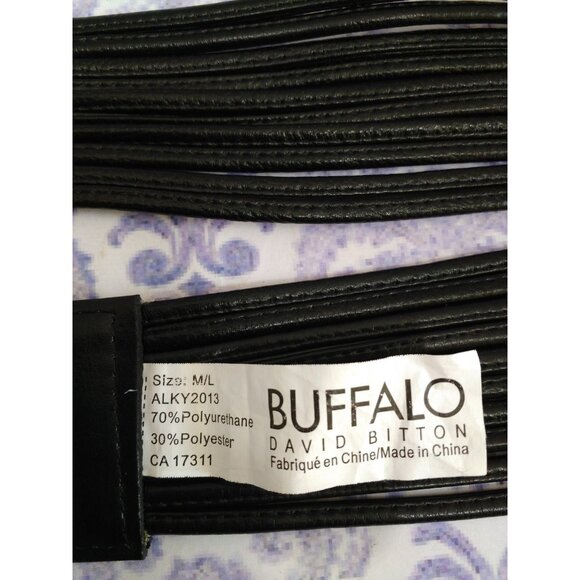 Size: M/L
ALKY2013
70%Polyurethane
30%Polyester
CA 17311
BUFFALO
DAVID BITTON
Fabriqué en Chine/Made in China